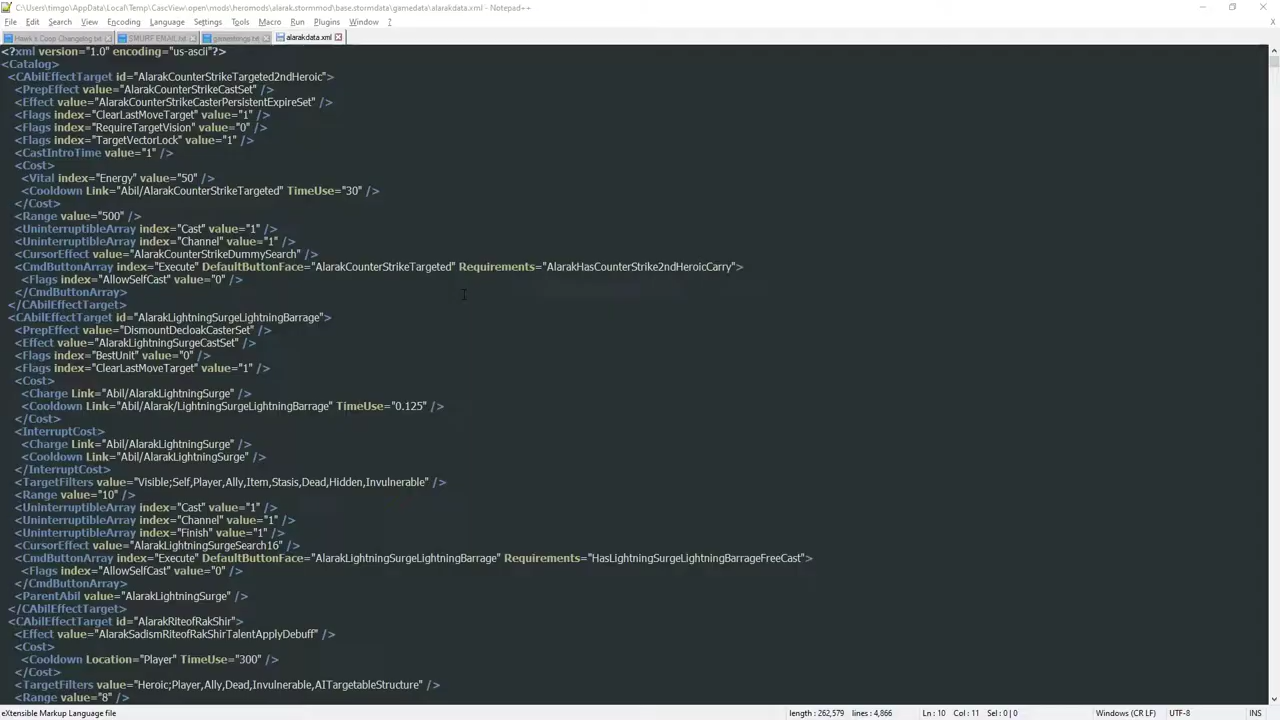 C:\Users\timgo\AppData\Local\Temp\CascView\open\mods\heromods\alarak.stormmod\base.stormdata\gamedata\alarakdata.xml - Notepad++
File Edit Search View Encoding Language Settings Tools Macro Run Plugins Window ?
Hawk's Coop Changelog.txt SMURF EMAIL.txt gamestrings.txt alarakdata.xml
<?xml version="1.0" encoding="us-ascii"?>
<Catalog>
<CAbilEffectTarget id="AlarakCounterStrikeTargeted2ndHeroic">
<PrepEffect value="AlarakCounterStrikeCastSet" />
<Effect value="AlarakCounterStrikeCasterPersistentExpireSet" />
<Flags index="ClearLastMoveTarget" value="1" />
<Flags index="RequireTargetVision" value="0" />
<Flags index="TargetVectorLock" value="1" />
<CastIntroTime value="1" />
<Cost>
<Vital index="Energy" value="50" />
<Cooldown Link="Abil/AlarakCounterStrikeTargeted" TimeUse="30" />
</Cost>
<Range value="500" />
<UninterruptibleArray index="Cast" value="1" />
<UninterruptibleArray index="Channel" value="1" />
<CursorEffect value="AlarakCounterStrikeDummySearch" />
<CmdButtonArray index="Execute" DefaultButtonFace="AlarakCounterStrikeTargeted" Requirements="AlarakHasCounterStrike2ndHeroicCarry">
<Flags index="AllowSelfCast" value="0" />
</CmdButtonArray>
</CAbilEffectTarget>
<CAbilEffectTarget id="AlarakLightningSurgeLightningBarrage">
<PrepEffect value="DismountDecloakCasterSet" />
<Effect value="AlarakLightningSurgeCastSet" />
<Flags index="BestUnit" value="0" />
<Flags index="ClearLastMoveTarget" value="1" />
<Cost>
<Charge Link="Abil/AlarakLightningSurge" />
<Cooldown Link="Abil/Alarak/LightningSurgeLightningBarrage" TimeUse="0.125" />
</Cost>
<InterruptCost>
<Charge Link="Abil/AlarakLightningSurge" />
<Cooldown Link="Abil/AlarakLightningSurge" />
</InterruptCost>
<TargetFilters value="Visible;Self,Player,Ally,Item,Stasis,Dead,Hidden,Invulnerable" />
<Range value="10" />
<UninterruptibleArray index="Cast" value="1" />
<UninterruptibleArray index="Channel" value="1" />
<UninterruptibleArray index="Finish" value="1" />
<CursorEffect value="AlarakLightningSurgeSearch16" />
<CmdButtonArray index="Execute" DefaultButtonFace="AlarakLightningSurgeLightningBarrage" Requirements="HasLightningSurgeLightningBarrageFreeCast">
<Flags index="AllowSelfCast" value="0" />
</CmdButtonArray>
<ParentAbil value="AlarakLightningSurge" />
</CAbilEffectTarget>
<CAbilEffectTarget id="AlarakRiteofRakShir">
<Effect value="AlarakSadismRiteofRakShirTalentApplyDebuff" />
<Cost>
<Cooldown Location="Player" TimeUse="300" />
</Cost>
<TargetFilters value="Heroic;Player,Ally,Dead,Invulnerable,AITargetableStructure" />
<Range value="8" />
eXtensible Markup Language file length : 262,579 lines : 4,866 Ln : 10 Col : 11 Sel : 0 | 0 Windows (CR LF) UTF-8 INS